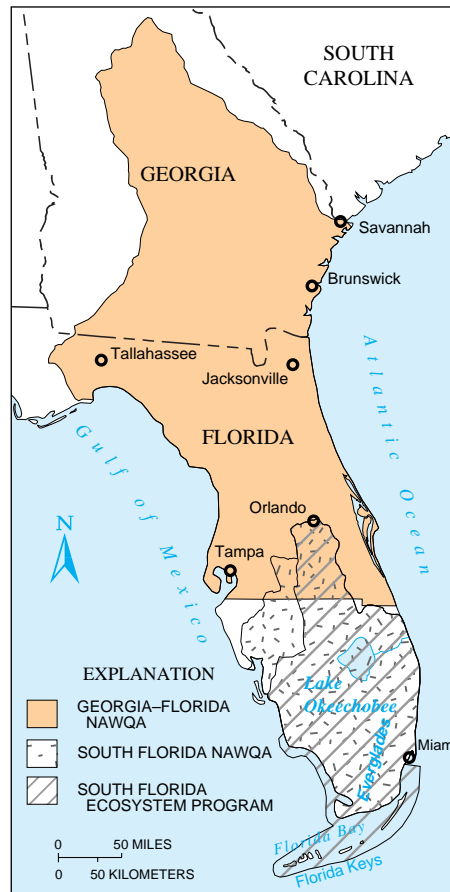 SOUTH
CAROLINA
GEORGIA
Savannah
Brunswick
Tallahassee
Jacksonville
Atlantic Ocean
FLORIDA
Gulf of Mexico
Orlando
N
Tampa
EXPLANATION
GEORGIA–FLORIDA
NAWQA
SOUTH FLORIDA NAWQA
SOUTH FLORIDA
ECOSYSTEM PROGRAM
Lake
Okeechobee
Everglades
Miam
Florida Bay
Florida Keys
0 50 MILES
0 50 KILOMETERS